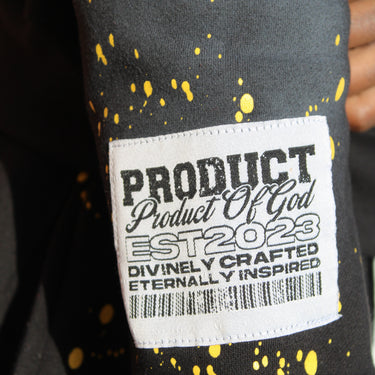 PRODUCT
Product Of God
EST2023
DIVINELY CRAFTED
ETERNALLY INSPIRED